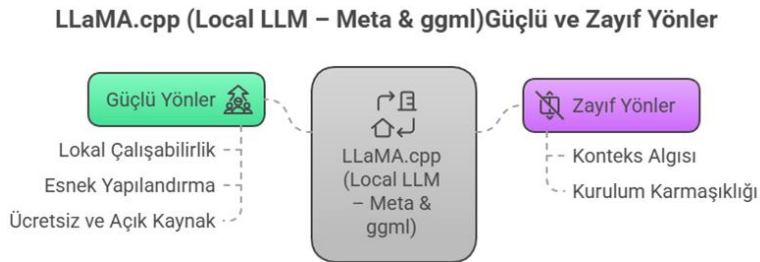 LLaMA.cpp (Local LLM – Meta & ggml)Güçlü ve Zayıf Yönler
Güçlü Yönler
Lokal Çalışabilirlik
Esnek Yapılandırma
Ücretsiz ve Açık Kaynak
LLaMA.cpp
(Local LLM
– Meta &
ggml)
Zayıf Yönler
Konteks Algısı
Kurulum Karmaşıklığı